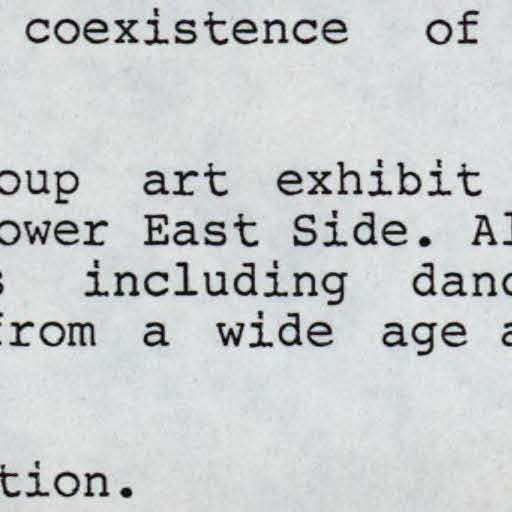 coexistence of
oup art exhibit
ower East Side. Al
s including danc
from a wide age a
tion.